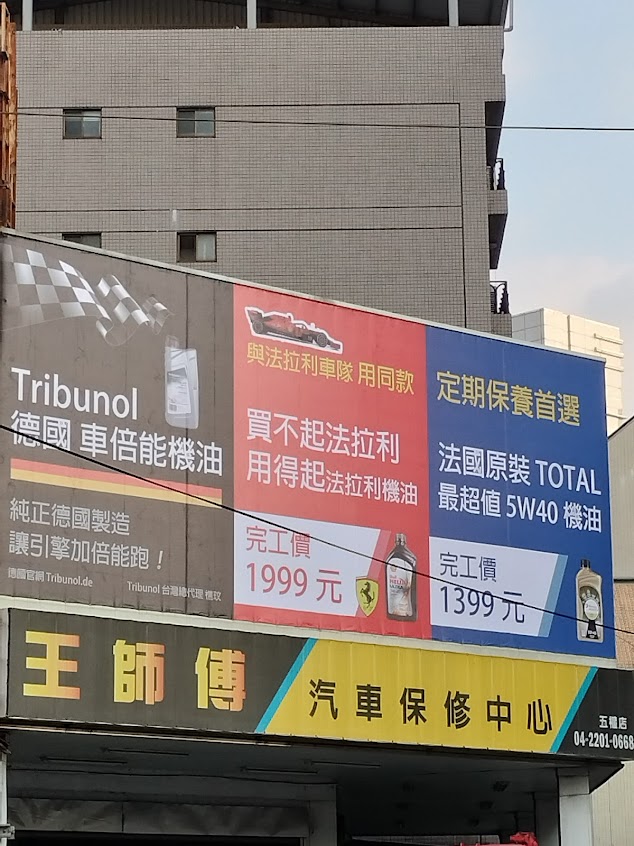 Tribunol
德國 車倍能機油
純正德國製造
讓引擎加倍能跑！
德國官網 Tribunol.de
Tribunol 台灣總代理 樵玟
與法拉利車隊 用同款
買不起法拉利
用得起法拉利機油
完工價
1999 元
定期保養首選
法國原裝 TOTAL
最超值 5W40 機油
完工價
1399 元
王師傅
汽車保修中心
五權店
04-2201-0668